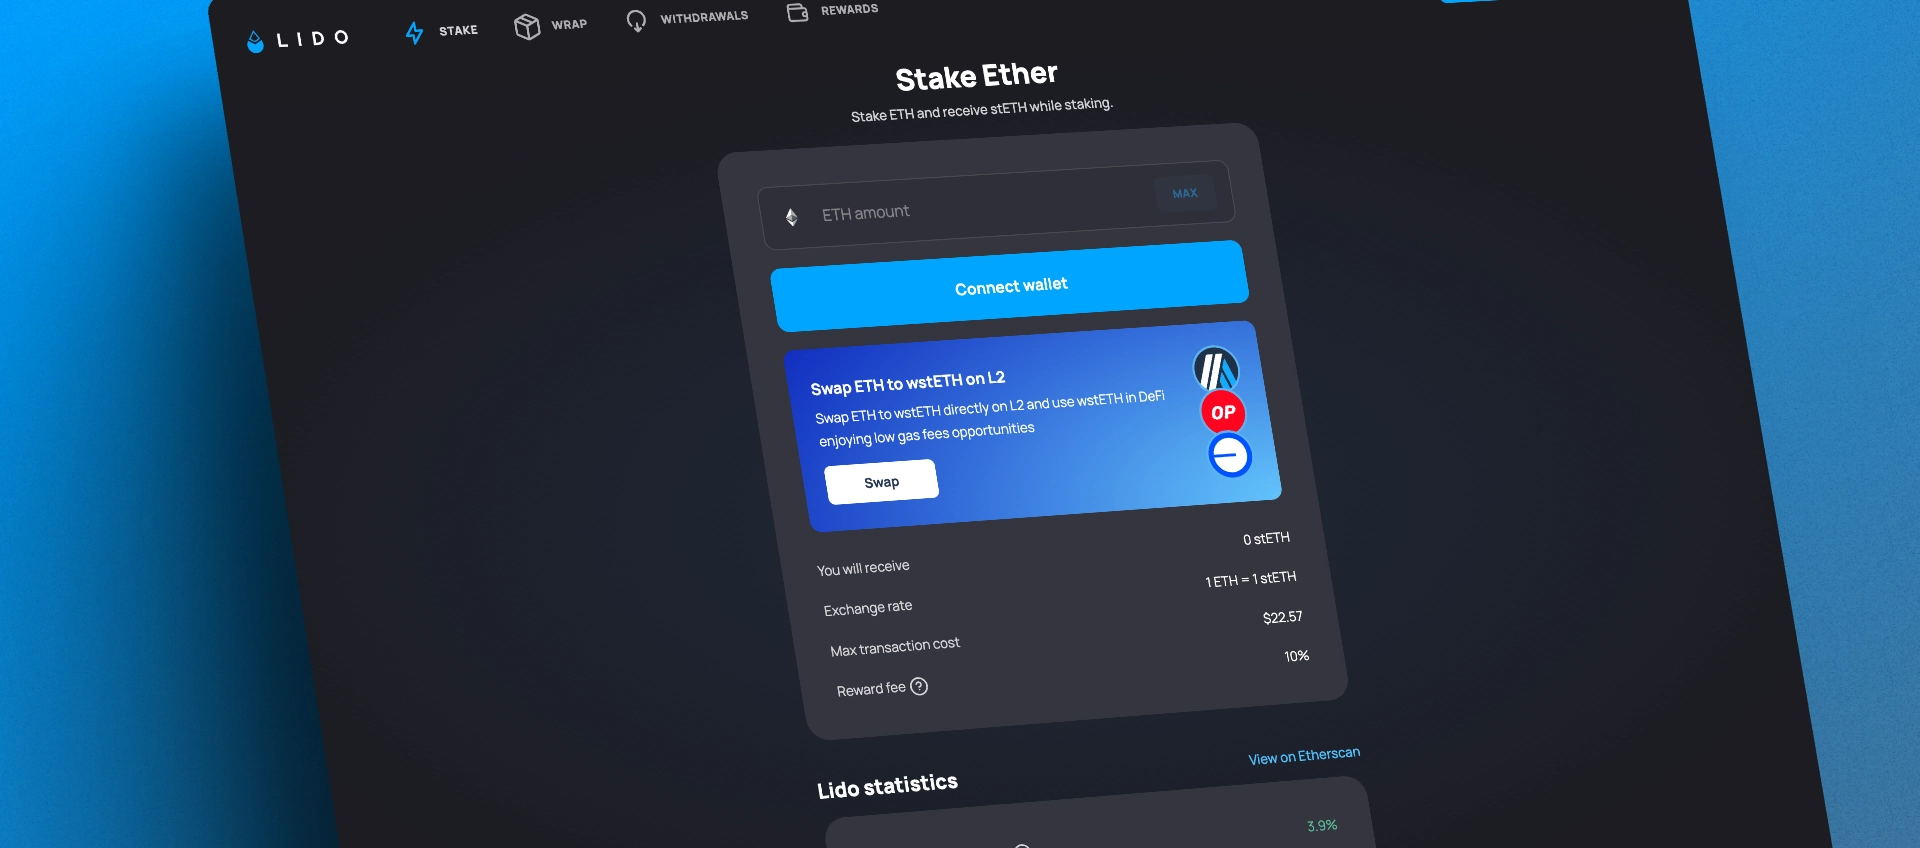 LIDO
STAKE
WRAP
WITHDRAWALS
REWARDS
Stake Ether
Stake ETH and receive stETH while staking.
ETH amount
MAX
Connect wallet
Swap ETH to wstETH on L2
Swap ETH to wstETH directly on L2 and use wstETH in DeFi
enjoying low gas fees opportunities
Swap
OP
You will receive
0 stETH
Exchange rate
1 ETH = 1 stETH
Max transaction cost
$22.57
Reward fee ?
10%
Lido statistics
View on Etherscan
3.9%